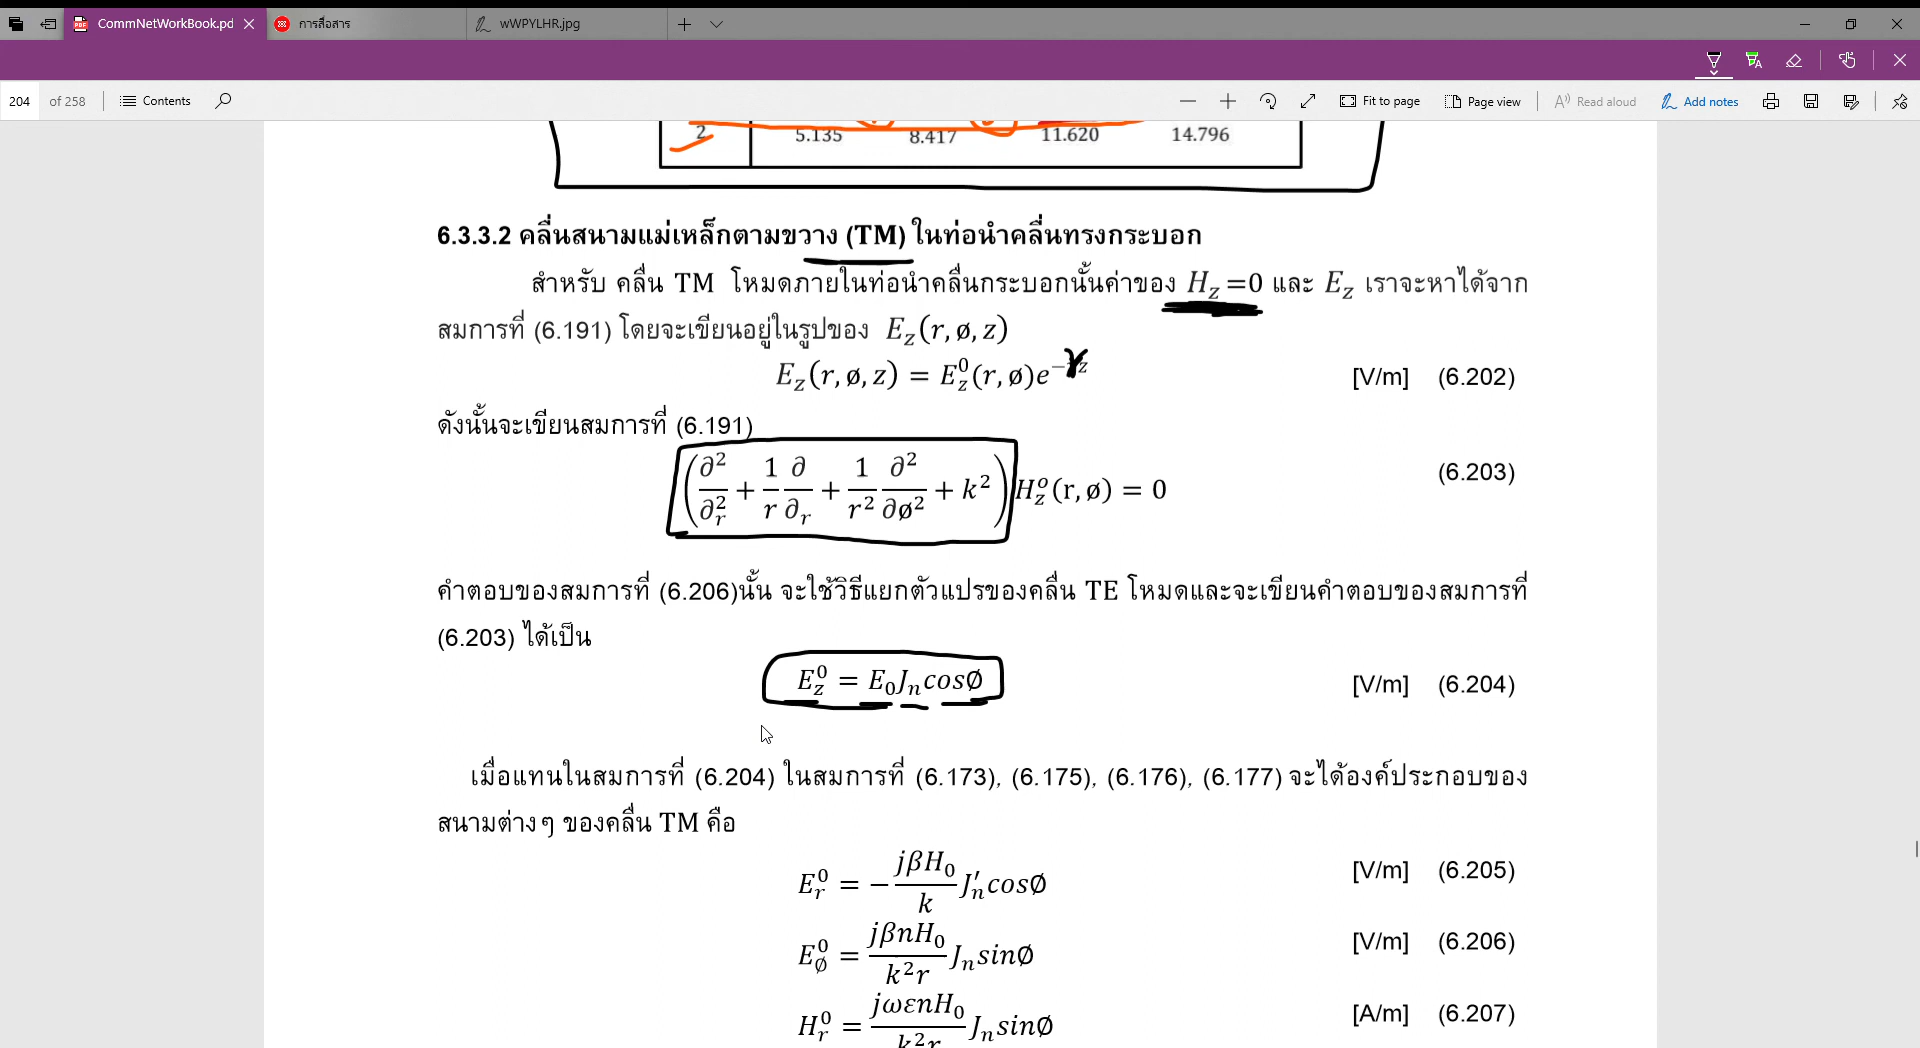 CommNetWorkBook.pd
การสื่อสาร
wWPYLHR.jpg
204 of 258 Contents Fit to page Page view Read aloud Add notes
2 5.135 8.417 11.620 14.796
6.3.3.2 คลื่นสนามแม่เหล็กตามขวาง (TM) ในท่อนำคลื่นทรงกระบอก
สำหรับ คลื่น TM โหมดภายในท่อนำคลื่นกระบอกนั้นค่าของ H_z=0 และ E_z เราจะหาได้จาก
สมการที่ (6.191) โดยจะเขียนอยู่ในรูปของ E_z(r, ø, z)
E_z(r, ø, z) = E_z^0(r, ø)e^{-γz} [V/m] (6.202)
ดังนั้นจะเขียนสมการที่ (6.191)
(∂²/∂_r² + 1/r ∂/∂_r + 1/r² ∂²/∂ø² + k²) H_z^o(r, ø) = 0 (6.203)
คำตอบของสมการที่ (6.206)นั้น จะใช้วิธีแยกตัวแปรของคลื่น TE โหมดและจะเขียนคำตอบของสมการที่
(6.203) ได้เป็น
E_z^0 = E_0 J_n cos∅ [V/m] (6.204)
เมื่อแทนในสมการที่ (6.204) ในสมการที่ (6.173), (6.175), (6.176), (6.177) จะได้องค์ประกอบของ
สนามต่างๆ ของคลื่น TM คือ
E_r^0 = − jβH_0/k J_n′ cos∅ [V/m] (6.205)
E_∅^0 = jβnH_0/k²r J_n sin∅ [V/m] (6.206)
H_r^0 = jωεnH_0/k²r J_n sin∅ [A/m] (6.207)